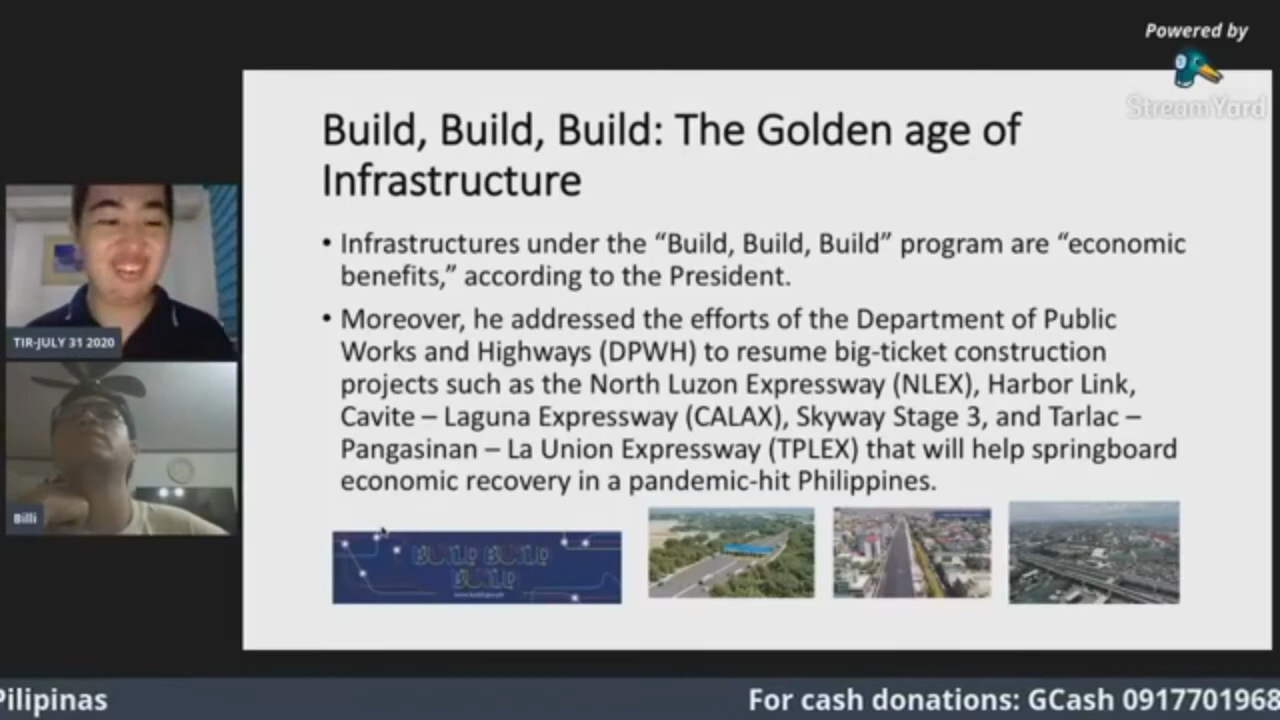 Powered by
StreamYard
Build, Build, Build: The Golden age of
Infrastructure
• Infrastructures under the “Build, Build, Build” program are “economic
benefits,” according to the President.
• Moreover, he addressed the efforts of the Department of Public
Works and Highways (DPWH) to resume big-ticket construction
projects such as the North Luzon Expressway (NLEX), Harbor Link,
Cavite – Laguna Expressway (CALAX), Skyway Stage 3, and Tarlac –
Pangasinan – La Union Expressway (TPLEX) that will help springboard
economic recovery in a pandemic-hit Philippines.
TIR-JULY 31 2020
Billi
BUILD BUILD
BUILD
Pilipinas
For cash donations: GCash 0917701968